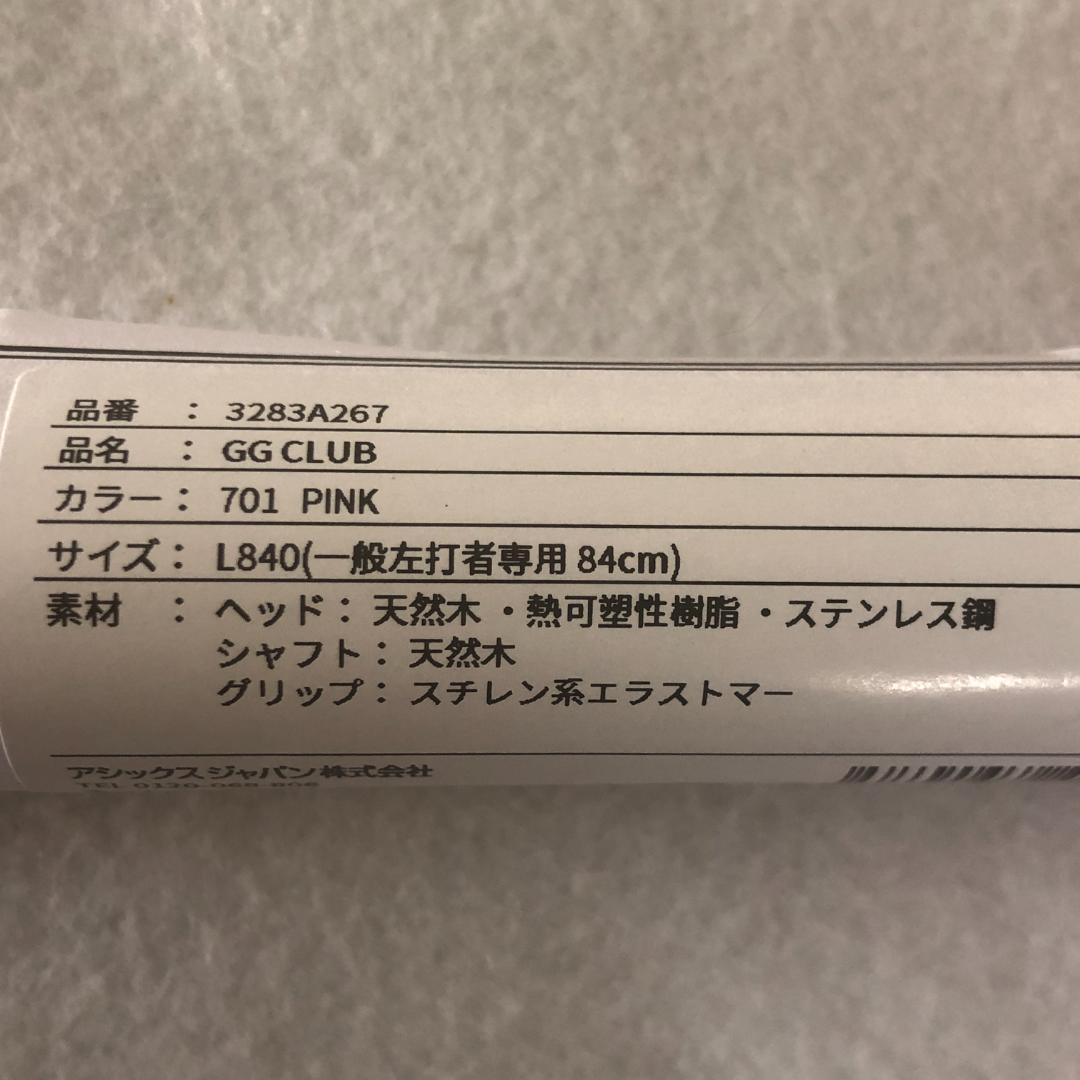 品番 : 3283A267
品名 : GG CLUB
カラー : 701 PINK
サイズ : L840(一般左打者専用 84cm)
素材 : ヘッド : 天然木 ・熱可塑性樹脂 ・ステンレス鋼
シャフト : 天然木
グリップ : スチレン系エラストマー
アシックスジャパン株式会社
TEL 0120-068-806